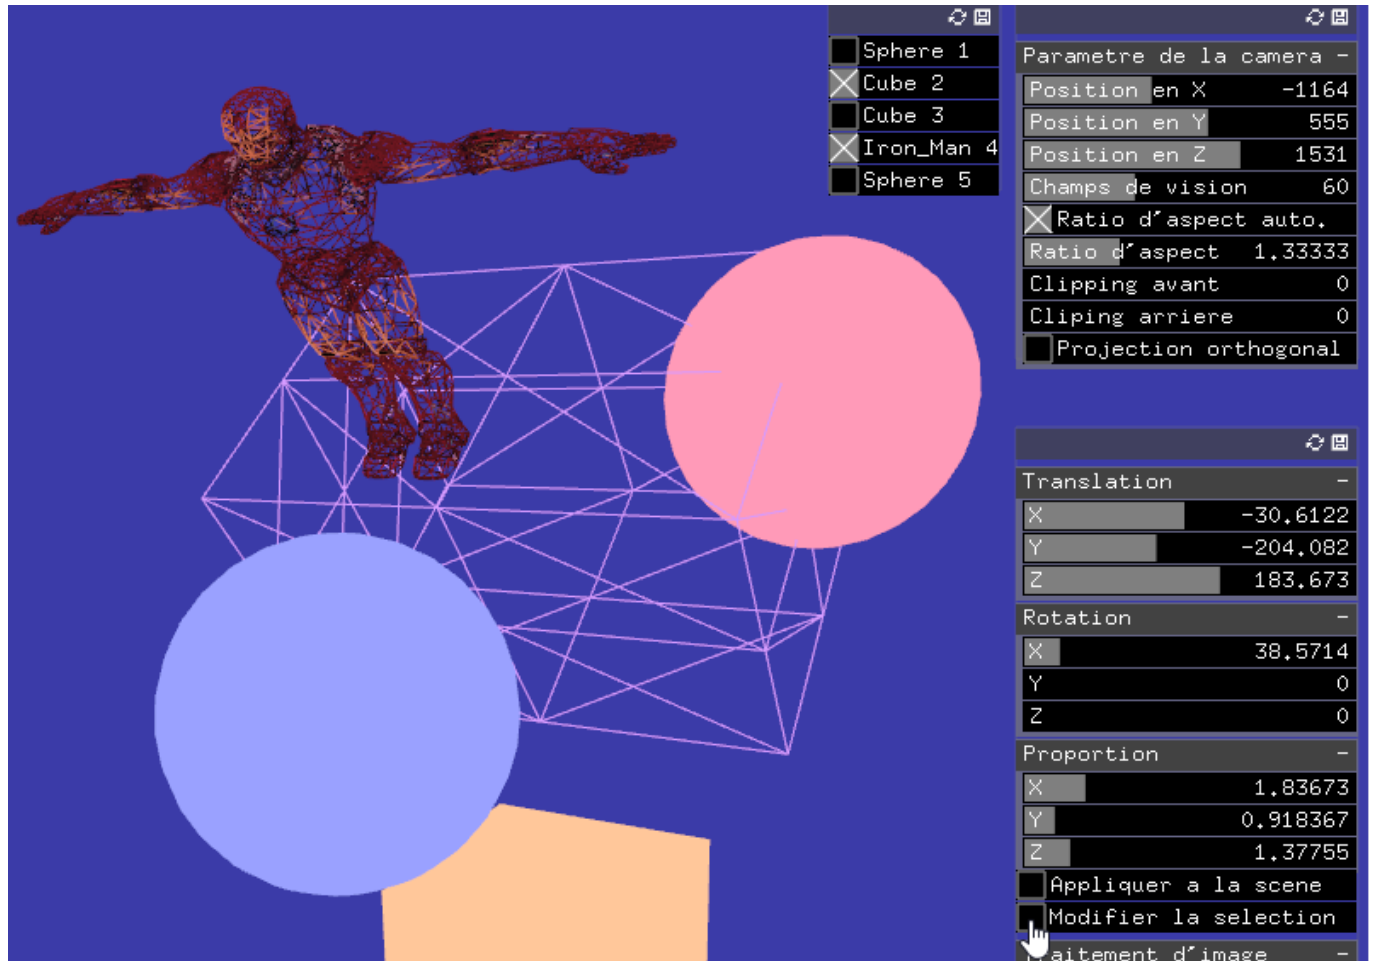 Sphere 1
Cube 2
Cube 3
Iron_Man 4
Sphere 5
Parametre de la camera -
Position en X -1164
Position en Y 555
Position en Z 1531
Champs de vision 60
Ratio d'aspect auto.
Ratio d'aspect 1.33333
Clipping avant 0
Cliping arriere 0
Projection orthogonal
Translation -
X -30.6122
Y -204.082
Z 183.673
Rotation -
X 38.5714
Y 0
Z 0
Proportion -
X 1.83673
Y 0.918367
Z 1.37755
Appliquer a la scene
Modifier la selection
Traitement d'image -